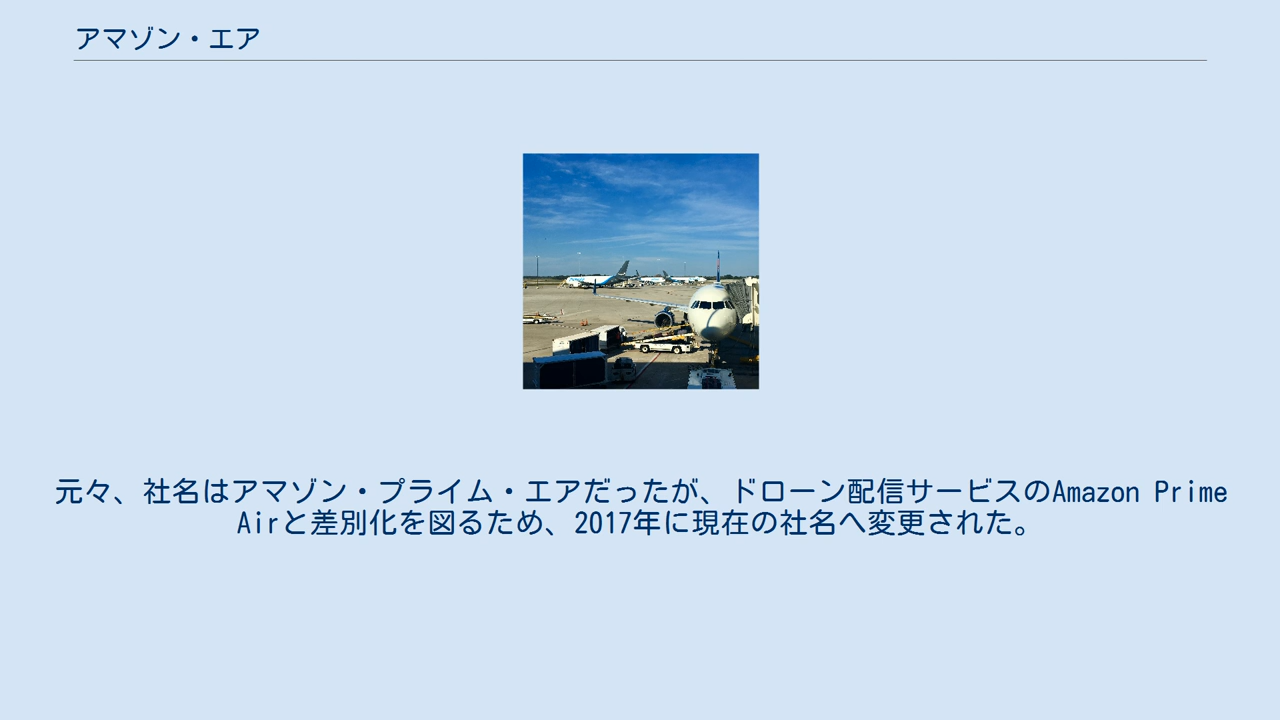 アマゾン・エア
元々、社名はアマゾン・プライム・エアだったが、ドローン配信サービスのAmazon Prime
Airと差別化を図るため、2017年に現在の社名へ変更された。